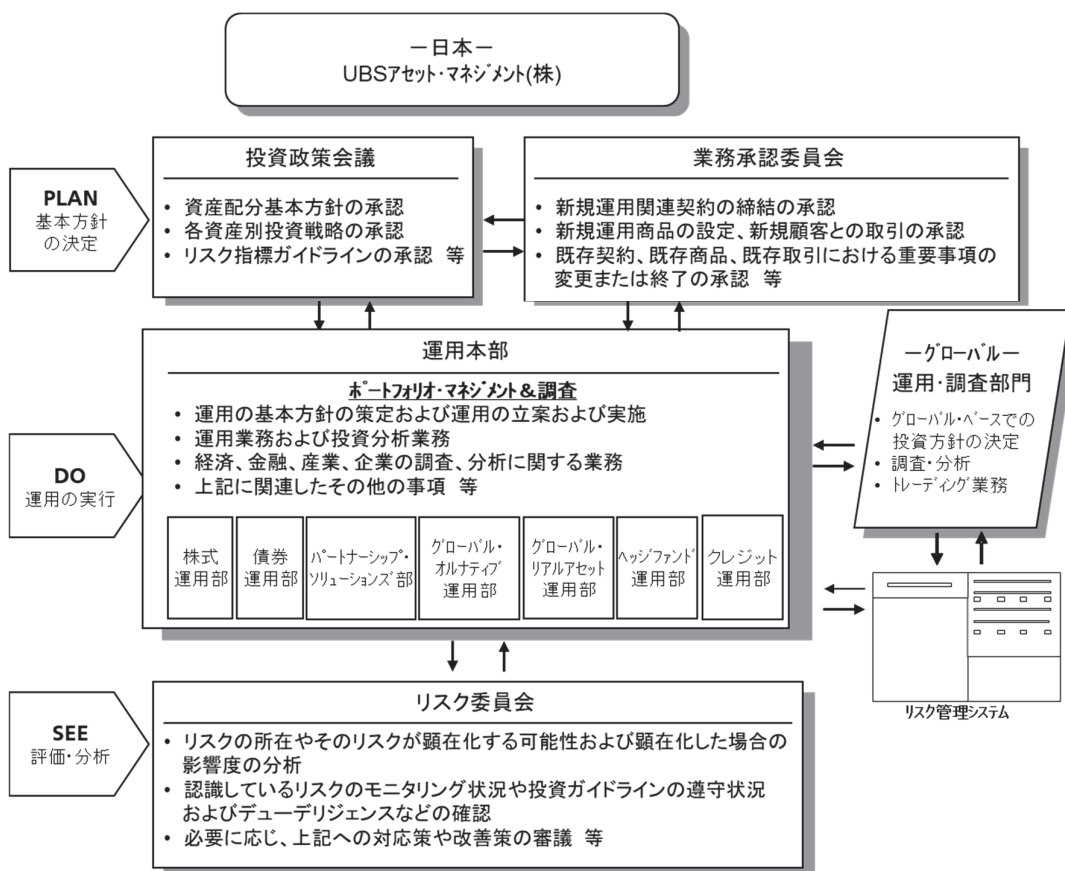 －日本－
UBSアセット・マネジメント(株)
PLAN
基本方針
の決定
投資政策会議
• 資産配分基本方針の承認
• 各資産別投資戦略の承認
• リスク指標ガイドラインの承認 等
業務承認委員会
• 新規運用関連契約の締結の承認
• 新規運用商品の設定、新規顧客との取引の承認
• 既存契約、既存商品、既存取引における重要事項の
変更または終了の承認 等
DO
運用の実行
運用本部
ポートフォリオ・マネジメント＆調査
• 運用の基本方針の策定および運用の立案および実施
• 運用業務および投資分析業務
• 経済、金融、産業、企業の調査、分析に関する業務
• 上記に関連したその他の事項 等
株式
運用部
債券
運用部
パートナーシップ・
ソリューションズ部
グローバル・
オルナティブ
運用部
グローバル・
リアルアセット
運用部
ヘッジファンド
運用部
クレジット
運用部
－グローバル－
運用・調査部門
• グローバル・ベースでの
投資方針の決定
• 調査・分析
• トレーディング業務
リスク管理システム
SEE
評価・分析
リスク委員会
• リスクの所在やそのリスクが顕在化する可能性および顕在化した場合の
影響度の分析
• 認識しているリスクのモニタリング状況や投資ガイドラインの遵守状況
およびデューデリジェンスなどの確認
• 必要に応じ、上記への対応策や改善策の審議 等